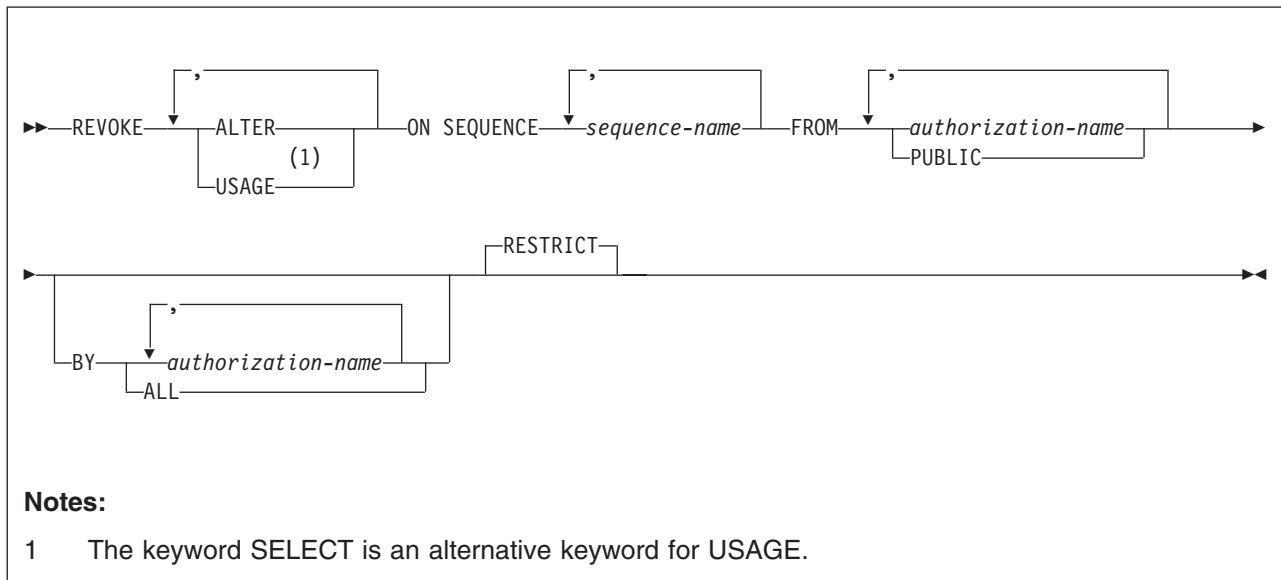 , , ,
REVOKE ALTER ON SEQUENCE sequence-name FROM authorization-name
(1) PUBLIC
USAGE
RESTRICT
,
BY authorization-name
ALL
Notes:
1 The keyword SELECT is an alternative keyword for USAGE.